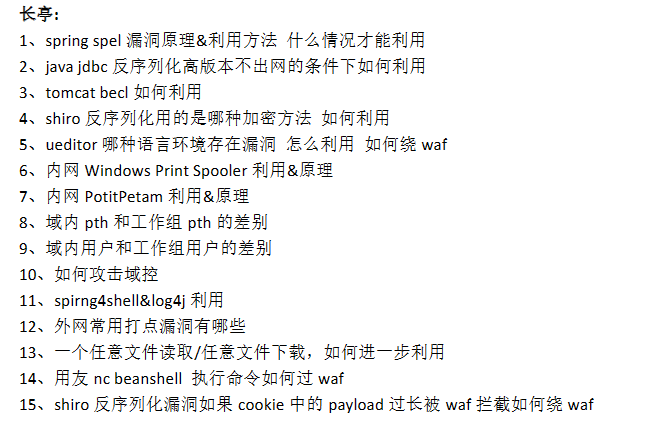 长亭：
1、spring spel 漏洞原理&利用方法 什么情况才能利用
2、java jdbc 反序列化高版本不出网的条件下如何利用
3、tomcat becl 如何利用
4、shiro 反序列化用的是哪种加密方法 如何利用
5、ueditor 哪种语言环境存在漏洞 怎么利用 如何绕 waf
6、内网 Windows Print Spooler 利用&原理
7、内网 PotitPetam 利用&原理
8、域内 pth 和工作组 pth 的差别
9、域内用户和工作组用户的差别
10、如何攻击域控
11、spirng4shell&log4j 利用
12、外网常用打点漏洞有哪些
13、一个任意文件读取/任意文件下载，如何进一步利用
14、用友 nc beanshell 执行命令如何过 waf
15、shiro 反序列化漏洞如果 cookie 中的 payload 过长被 waf 拦截如何绕 waf